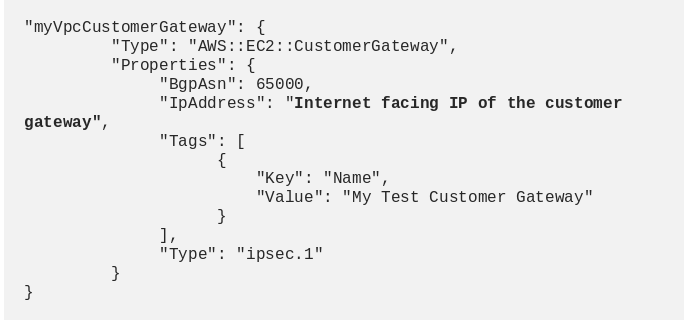 "myVpcCustomerGateway": {
         "Type": "AWS::EC2::CustomerGateway",
         "Properties": {
              "BgpAsn": 65000,
              "IpAddress": "Internet facing IP of the customer
gateway",
              "Tags": [
                    {
                        "Key": "Name",
                        "Value": "My Test Customer Gateway"
                    }
              ],
              "Type": "ipsec.1"
         }
}